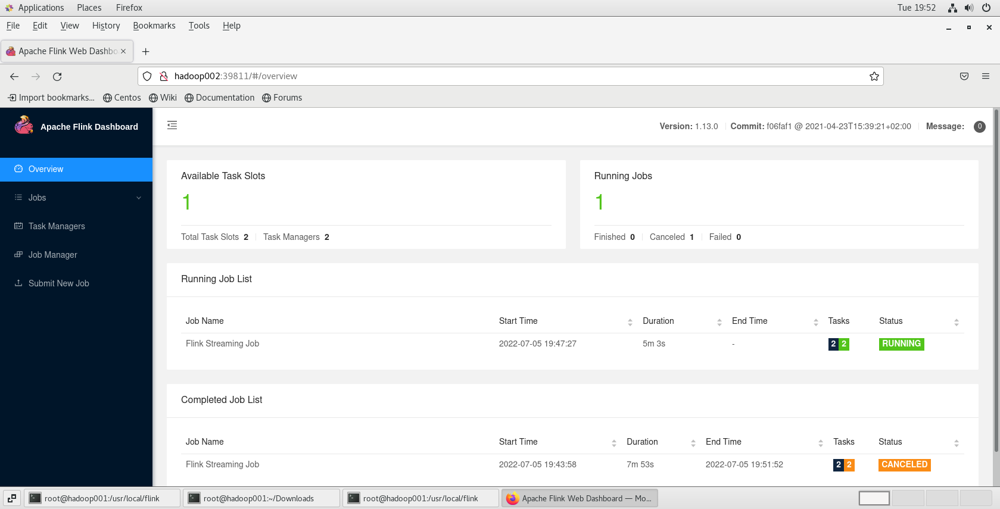 Applications Places Firefox Tue 19:52
File Edit View History Bookmarks Tools Help
Apache Flink Web Dashbo
hadoop002:39811/#/overview
Import bookmarks... Centos Wiki Documentation Forums
Apache Flink Dashboard
Version: 1.13.0 Commit: f06faf1 @ 2021-04-23T15:39:21+02:00 Message: 0
Overview
Jobs
Task Managers
Job Manager
Submit New Job
Available Task Slots
1
Total Task Slots 2 Task Managers 2
Running Jobs
1
Finished 0 Canceled 1 Failed 0
Running Job List
Job Name Start Time Duration End Time Tasks Status
Flink Streaming Job 2022-07-05 19:47:27 5m 3s - 2 2 RUNNING
Completed Job List
Job Name Start Time Duration End Time Tasks Status
Flink Streaming Job 2022-07-05 19:43:58 7m 53s 2022-07-05 19:51:52 2 2 CANCELED
root@hadoop001:/usr/local/flink root@hadoop001:~/Downloads root@hadoop001:/usr/local/flink Apache Flink Web Dashboard — Mo...